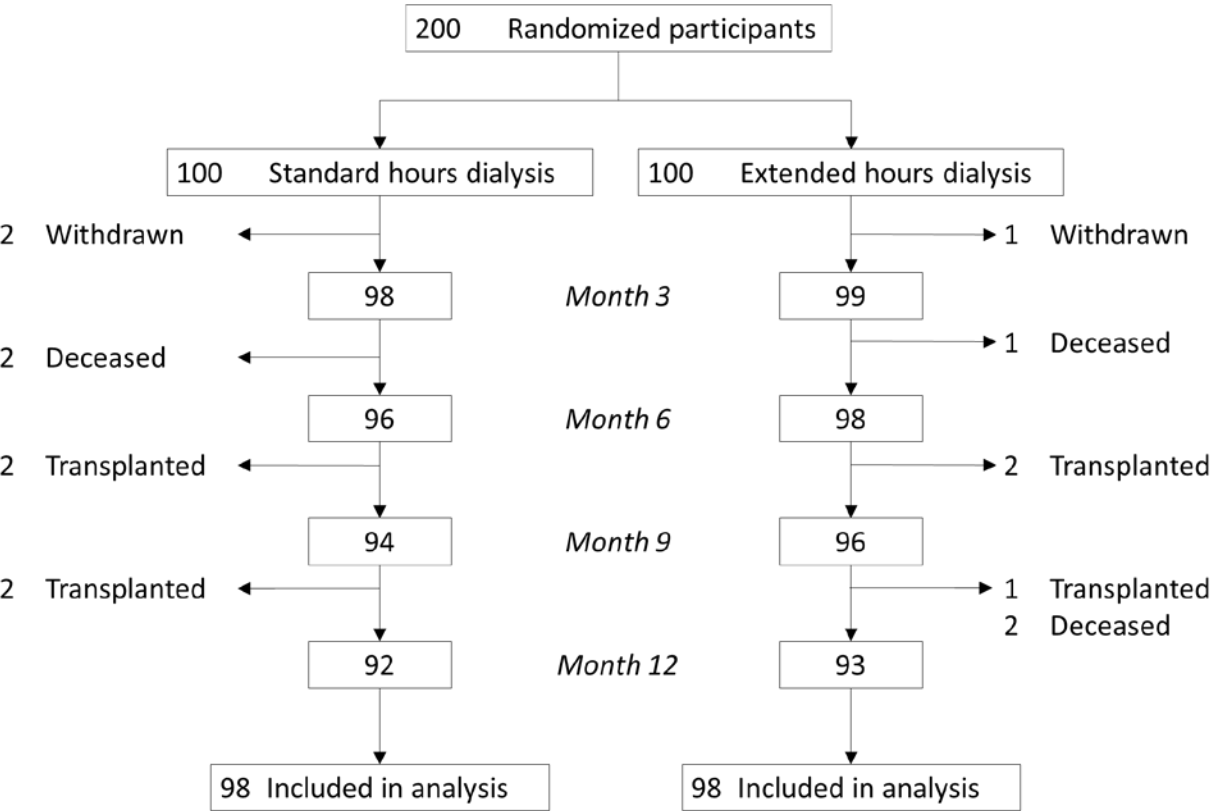 200 Randomized participants
100 Standard hours dialysis
100 Extended hours dialysis
2 Withdrawn
1 Withdrawn
98
Month 3
99
2 Deceased
1 Deceased
96
Month 6
98
2 Transplanted
2 Transplanted
94
Month 9
96
2 Transplanted
1 Transplanted
2 Deceased
92
Month 12
93
98 Included in analysis
98 Included in analysis